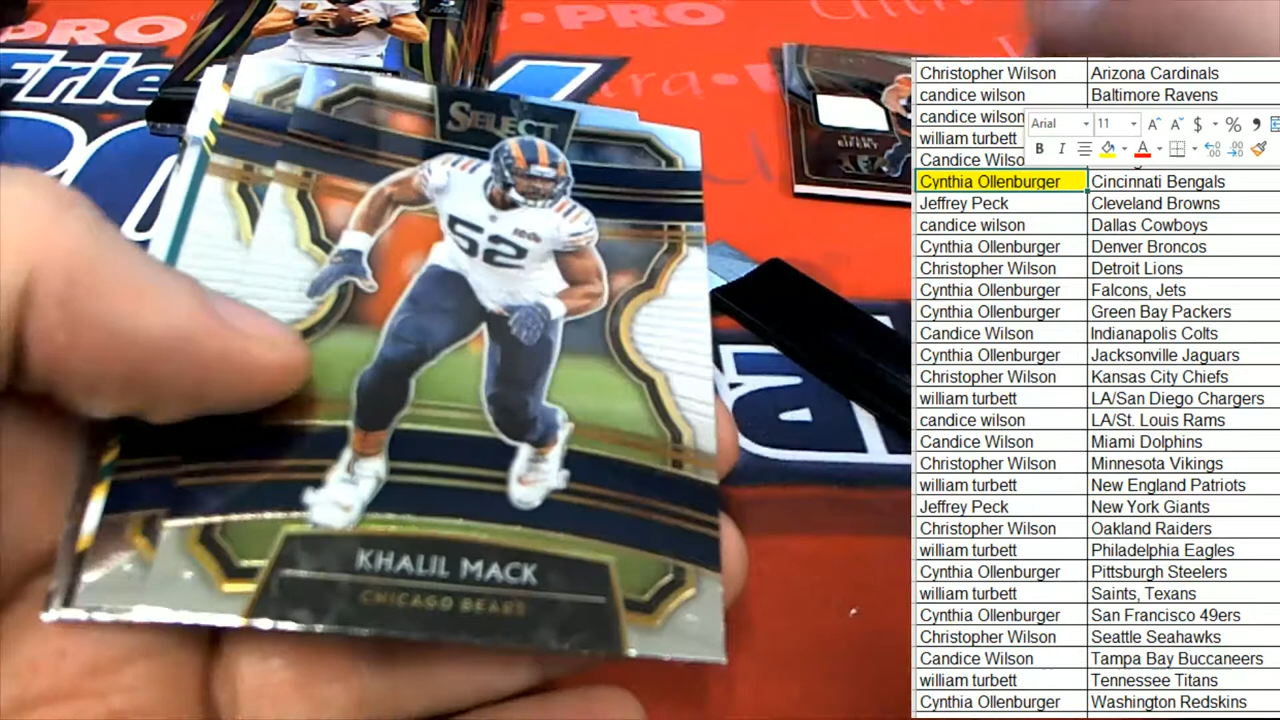 PRO
ra•PRO
Frie
SELECT
52
KHALIL MACK
CHICAGO BEARS
Christopher Wilson Arizona Cardinals
candice wilson Baltimore Ravens
candice wilson
Arial 11 A A $ % ,
william turbett
B I A
Candice Wilso
Cynthia Ollenburger Cincinnati Bengals
Jeffrey Peck Cleveland Browns
candice wilson Dallas Cowboys
Cynthia Ollenburger Denver Broncos
Christopher Wilson Detroit Lions
Cynthia Ollenburger Falcons, Jets
Cynthia Ollenburger Green Bay Packers
Candice Wilson Indianapolis Colts
Cynthia Ollenburger Jacksonville Jaguars
Christopher Wilson Kansas City Chiefs
william turbett LA/San Diego Chargers
candice wilson LA/St. Louis Rams
Candice Wilson Miami Dolphins
Christopher Wilson Minnesota Vikings
william turbett New England Patriots
Jeffrey Peck New York Giants
Christopher Wilson Oakland Raiders
william turbett Philadelphia Eagles
Cynthia Ollenburger Pittsburgh Steelers
william turbett Saints, Texans
Cynthia Ollenburger San Francisco 49ers
Christopher Wilson Seattle Seahawks
Candice Wilson Tampa Bay Buccaneers
william turbett Tennessee Titans
Cynthia Ollenburger Washington Redskins